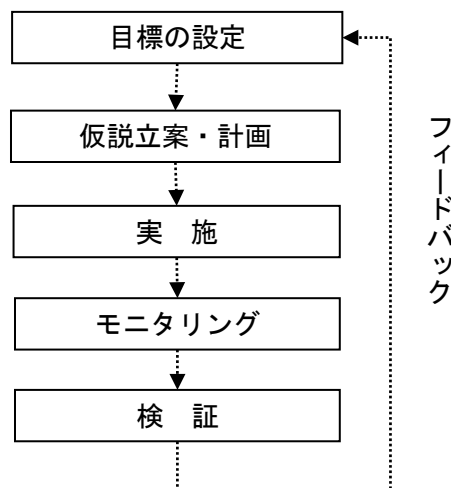 目標の設定
仮説立案・計画
実　施
モニタリング
検　証
フィードバック